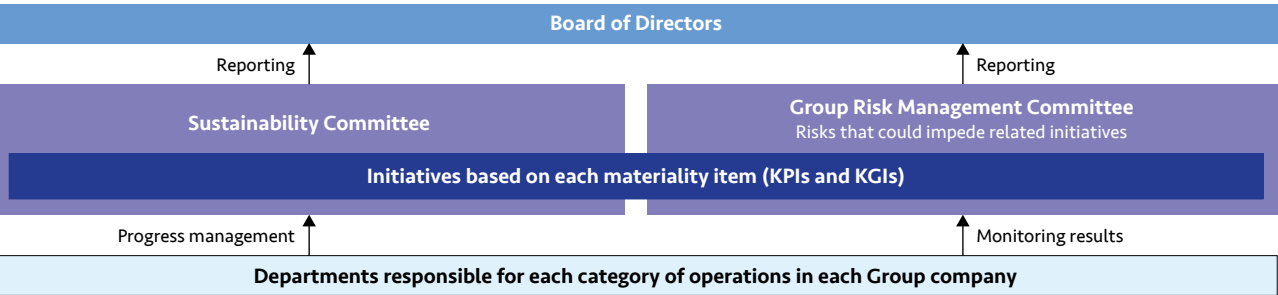 Board of Directors
Reporting
Reporting
Sustainability Committee
Group Risk Management Committee
Risks that could impede related initiatives
Initiatives based on each materiality item (KPIs and KGIs)
Progress management
Monitoring results
Departments responsible for each category of operations in each Group company